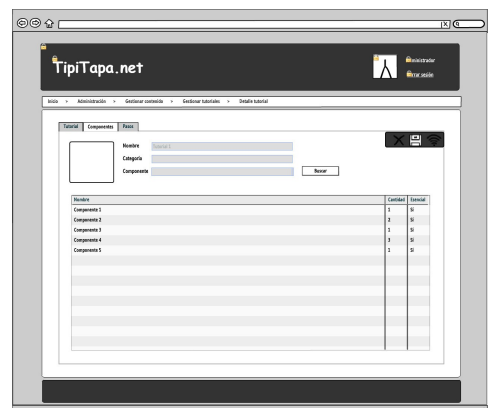 TipiTapa.net
Administrador
Cerrar sesión
Inicio > Administración > Gestionar contenido > Gestionar tutoriales > Detalle tutorial
Tutorial Componentes Pasos
Nombre Tutorial 1
Categoría
Componente Buscar
Nombre Cantidad Esencial
Componente 1 1 Sí
Componente 2 2 Sí
Componente 3 1 Sí
Componente 4 3 Sí
Componente 5 1 Sí